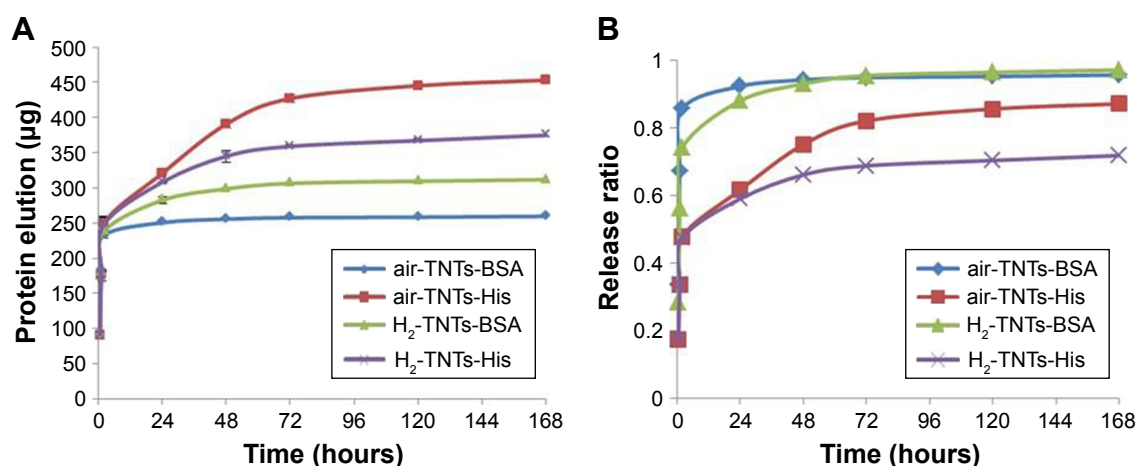 A
Protein elution (µg)
500
450
400
350
300
250
200
150
100
50
0
0 24 48 72 96 120 144 168
Time (hours)
air-TNTs-BSA
air-TNTs-His
H₂-TNTs-BSA
H₂-TNTs-His
B
Release ratio
1
0.8
0.6
0.4
0.2
0
0 24 48 72 96 120 144 168
Time (hours)
air-TNTs-BSA
air-TNTs-His
H₂-TNTs-BSA
H₂-TNTs-His